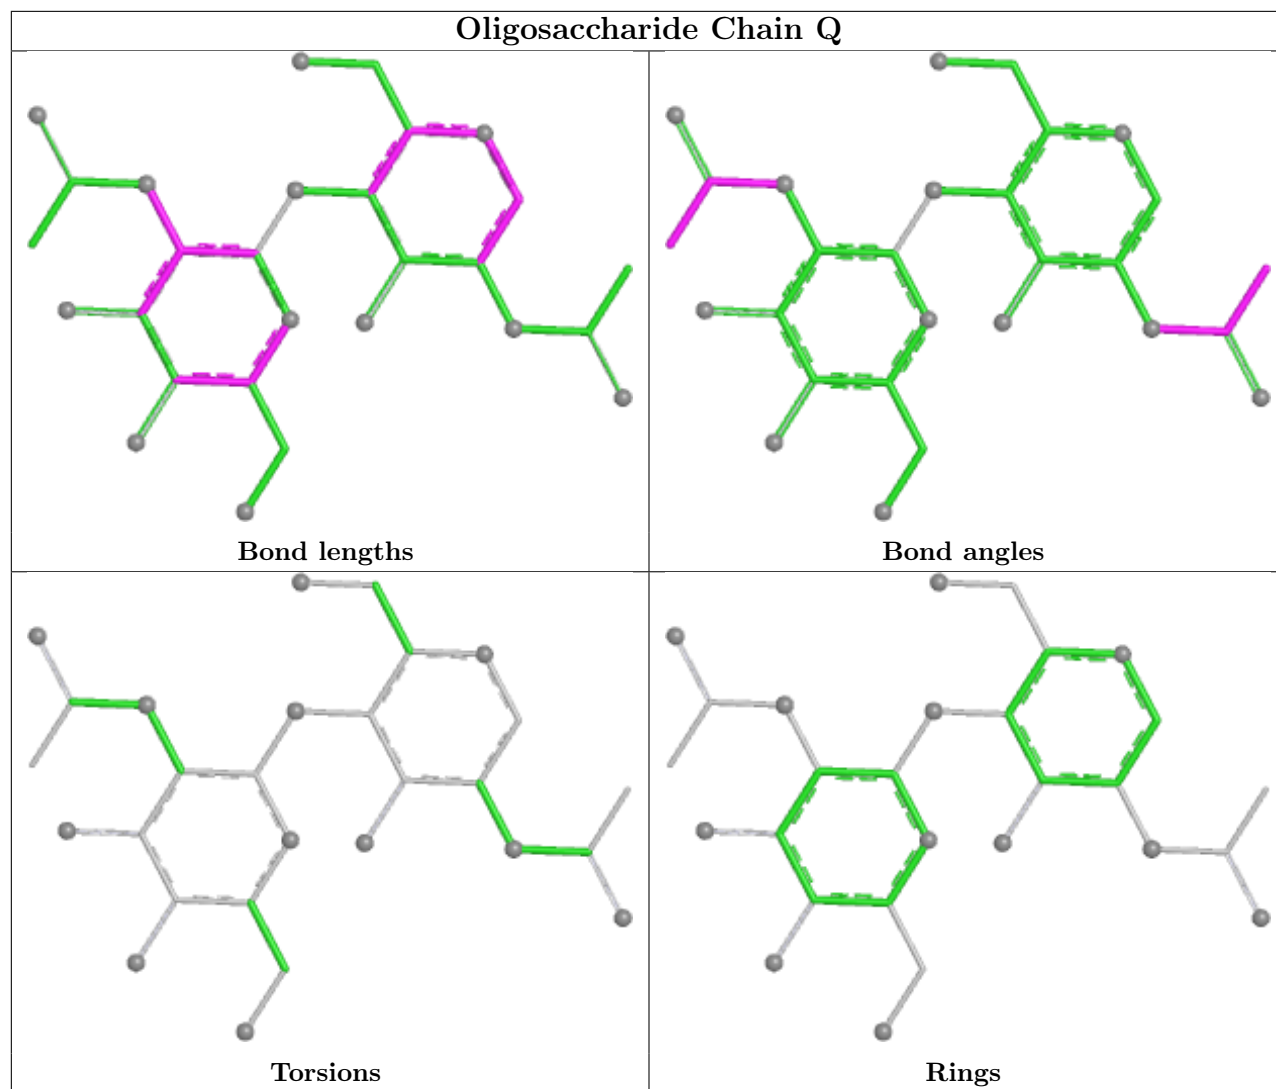 Oligosaccharide Chain Q
Bond lengths
Bond angles
Torsions
Rings